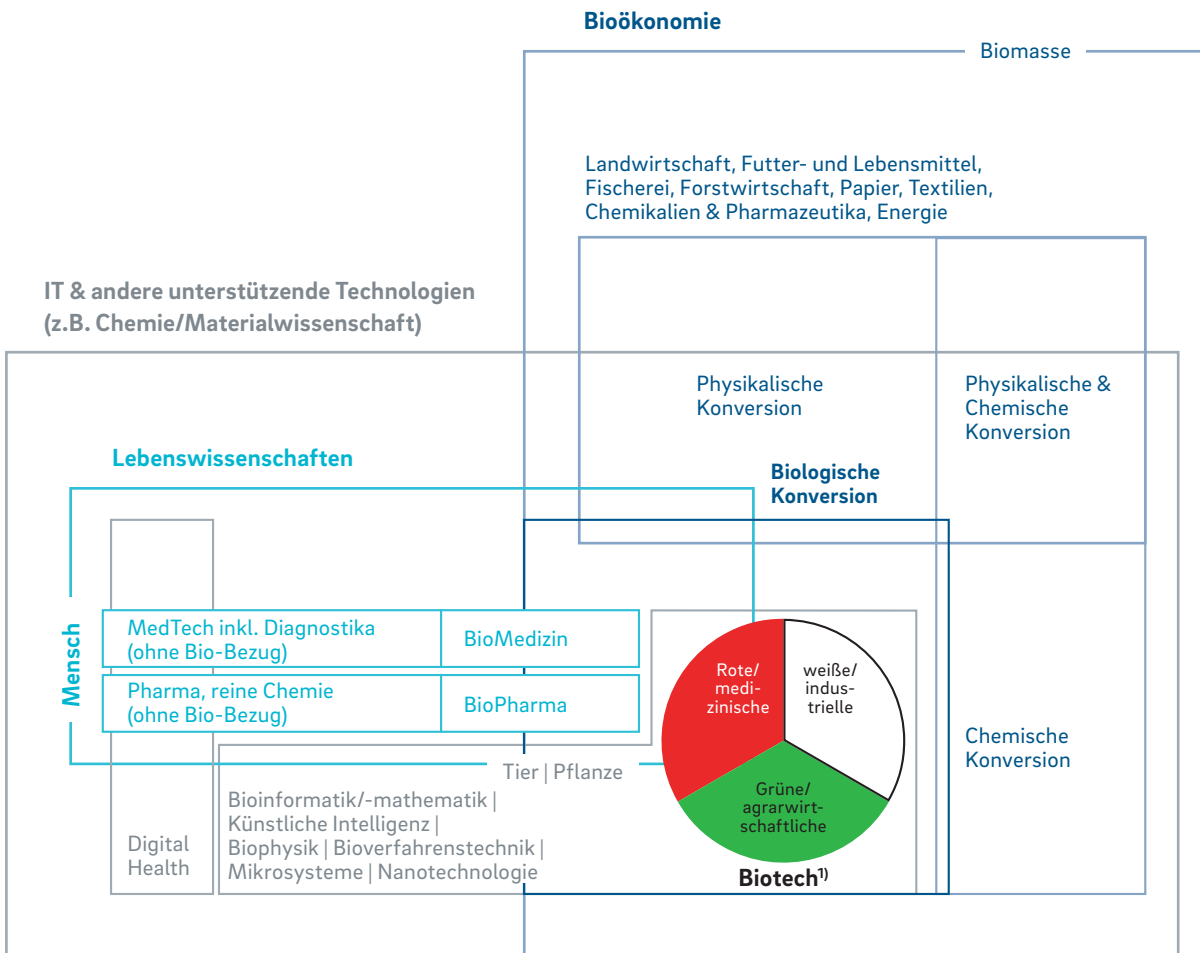 Bioökonomie
Biomasse
Landwirtschaft, Futter- und Lebensmittel,
Fischerei, Forstwirtschaft, Papier, Textilien,
Chemikalien & Pharmazeutika, Energie
IT & andere unterstützende Technologien
(z.B. Chemie/Materialwissenschaft)
Physikalische
Konversion
Physikalische &
Chemische
Konversion
Lebenswissenschaften
Biologische
Konversion
Mensch
MedTech inkl. Diagnostika
(ohne Bio-Bezug)
BioMedizin
Pharma, reine Chemie
(ohne Bio-Bezug)
BioPharma
Rote/
medi-
zinische
weiße/
indus-
trielle
Grüne/
agrarwirt-
schaftliche
Biotech¹⁾
Chemische
Konversion
Tier | Pflanze
Bioinformatik/-mathematik |
Künstliche Intelligenz |
Biophysik | Bioverfahrenstechnik |
Mikrosysteme | Nanotechnologie
Digital
Health